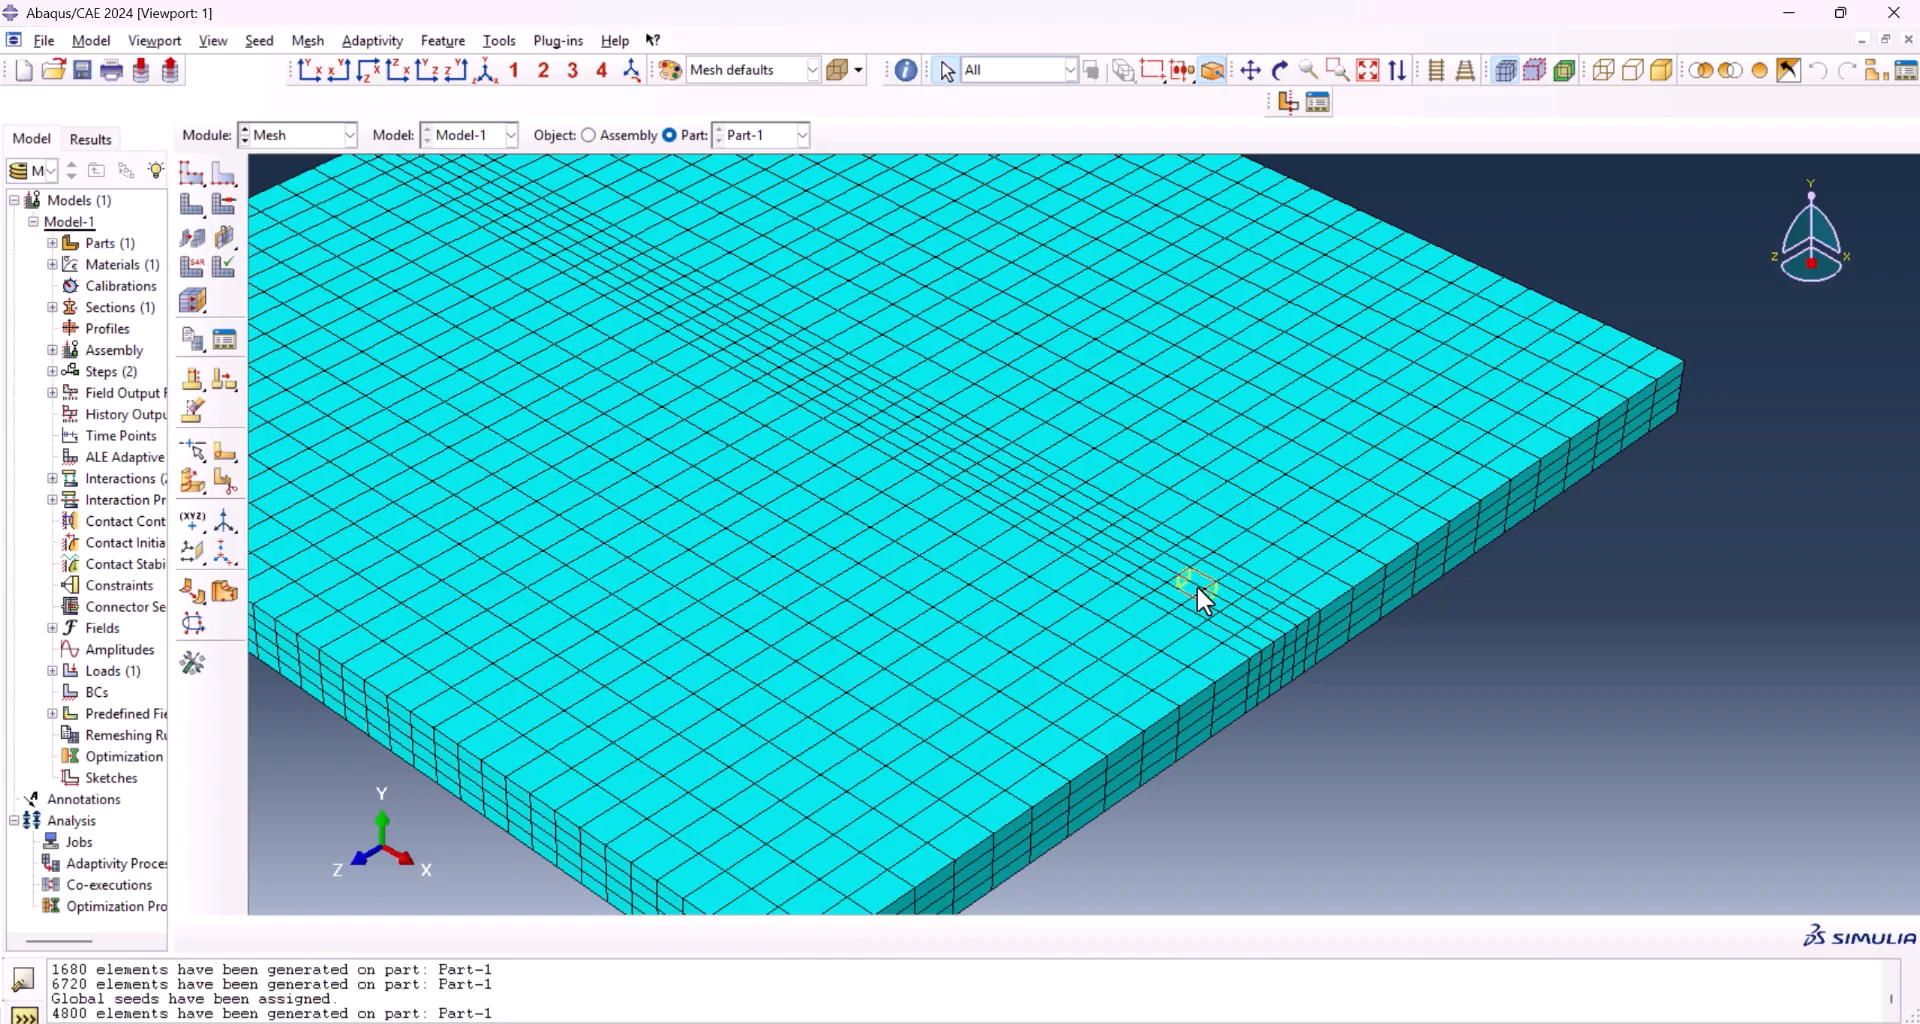 Abaqus/CAE 2024 [Viewport: 1]
File Model Viewport View Seed Mesh Adaptivity Feature Tools Plug-ins Help
1 2 3 4 Mesh defaults All
Model Results
Module: Mesh Model: Model-1 Object: Assembly Part: Part-1
M
Models (1)
Model-1
Parts (1)
Materials (1)
Calibrations
Sections (1)
Profiles
Assembly
Steps (2)
Field Output
History Outpu
Time Points
ALE Adaptive
Interactions (
Interaction Pr
Contact Cont
Contact Initia
Contact Stabi
Constraints
Connector Se
Fields
Amplitudes
Loads (1)
BCs
Predefined Fie
Remeshing Ru
Optimization
Sketches
Annotations
Analysis
Jobs
Adaptivity Proce
Co-executions
Optimization Pro
(XYZ)
Y
Z X
Y
Z X
SIMULIA
1680 elements have been generated on part: Part-1
6720 elements have been generated on part: Part-1
Global seeds have been assigned.
4800 elements have been generated on part: Part-1